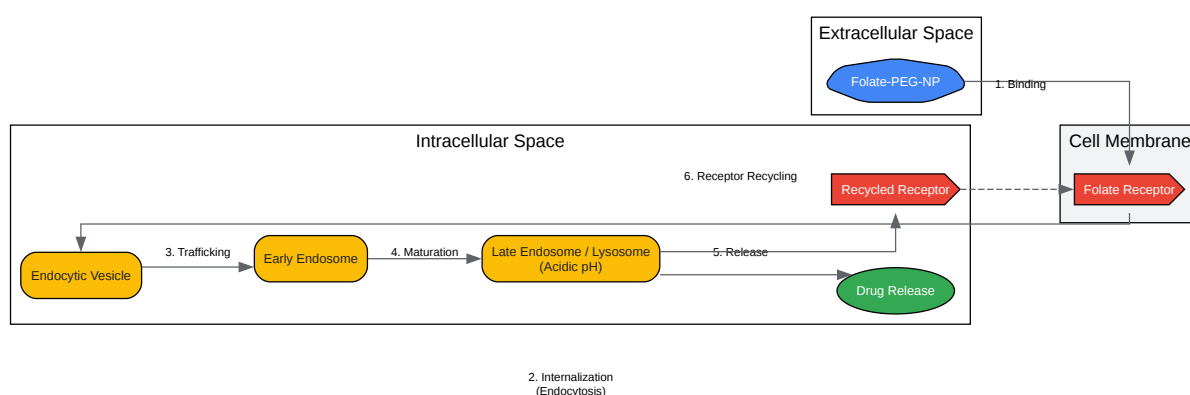 Extracellular Space
Folate-PEG-NP
1. Binding
Intracellular Space
Cell Membrane
6. Receptor Recycling
Recycled Receptor
Folate Receptor
3. Trafficking
4. Maturation
5. Release
Endocytic Vesicle
Early Endosome
Late Endosome / Lysosome
(Acidic pH)
Drug Release
2. Internalization
(Endocytosis)